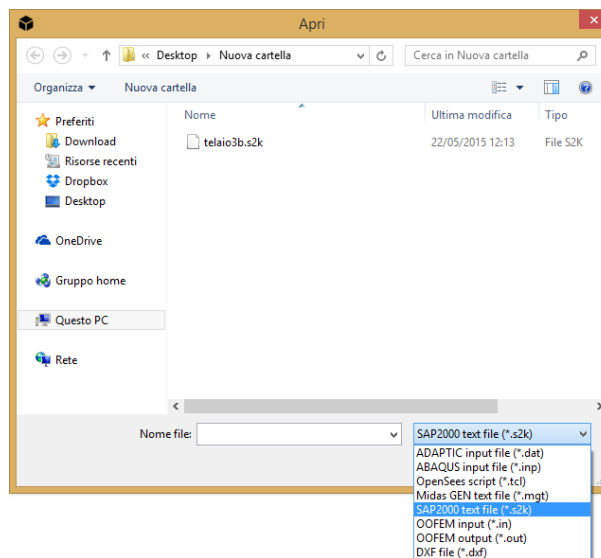 Apri
« Desktop Nuova cartella
Cerca in Nuova cartella
Organizza
Nuova cartella
Nome
Ultima modifica
Tipo
Preferiti
Download
Risorse recenti
Dropbox
Desktop
OneDrive
Gruppo home
Questo PC
Rete
telaio3b.s2k
22/05/2015 12:13
File S2K
Nome file:
SAP2000 text file (*.s2k)
ADAPTIC input file (*.dat)
ABAQUS input file (*.inp)
OpenSees script (*.tcl)
Midas GEN text file (*.mgt)
SAP2000 text file (*.s2k)
OOFEM input (*.in)
OOFEM output (*.out)
DXF file (*.dxf)